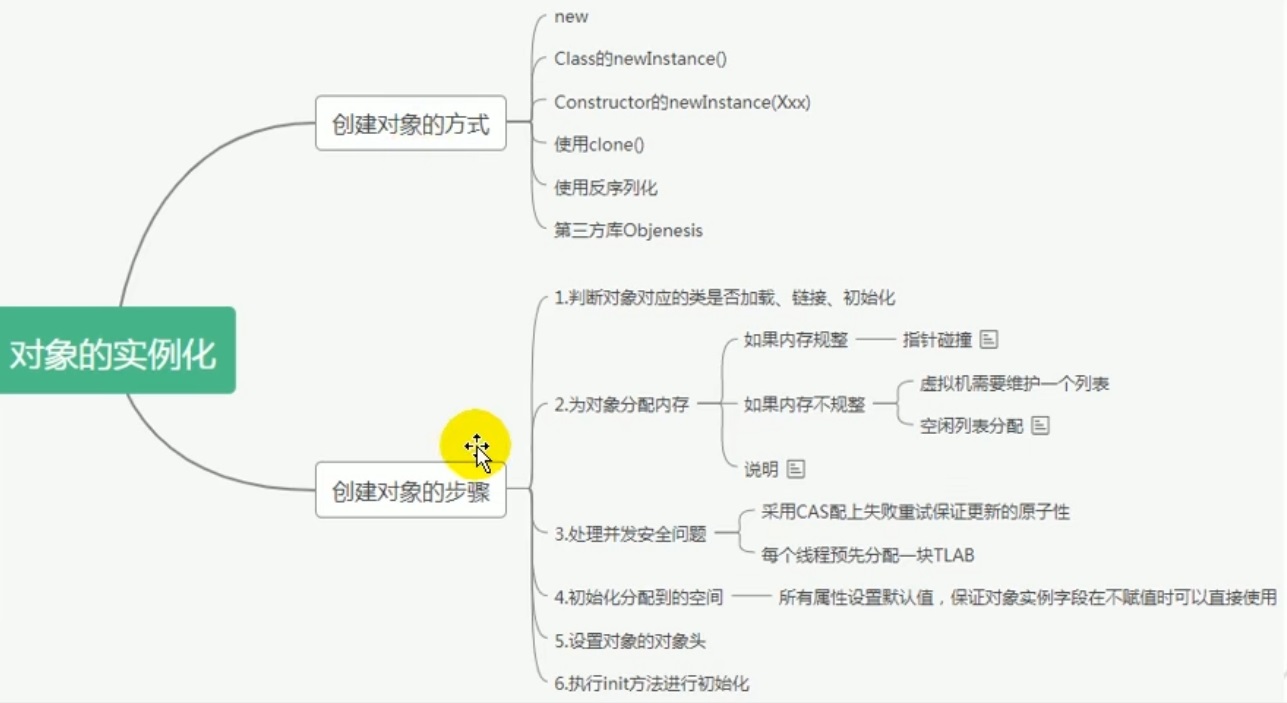 对象的实例化
创建对象的方式
new
Class的newInstance()
Constructor的newInstance(Xxx)
使用clone()
使用反序列化
第三方库Objenesis
创建对象的步骤
1.判断对象对应的类是否加载、链接、初始化
2.为对象分配内存
如果内存规整
指针碰撞
如果内存不规整
虚拟机需要维护一个列表
空闲列表分配
说明
3.处理并发安全问题
采用CAS配上失败重试保证更新的原子性
每个线程预先分配一块TLAB
4.初始化分配到的空间
所有属性设置默认值，保证对象实例字段在不赋值时可以直接使用
5.设置对象的对象头
6.执行init方法进行初始化